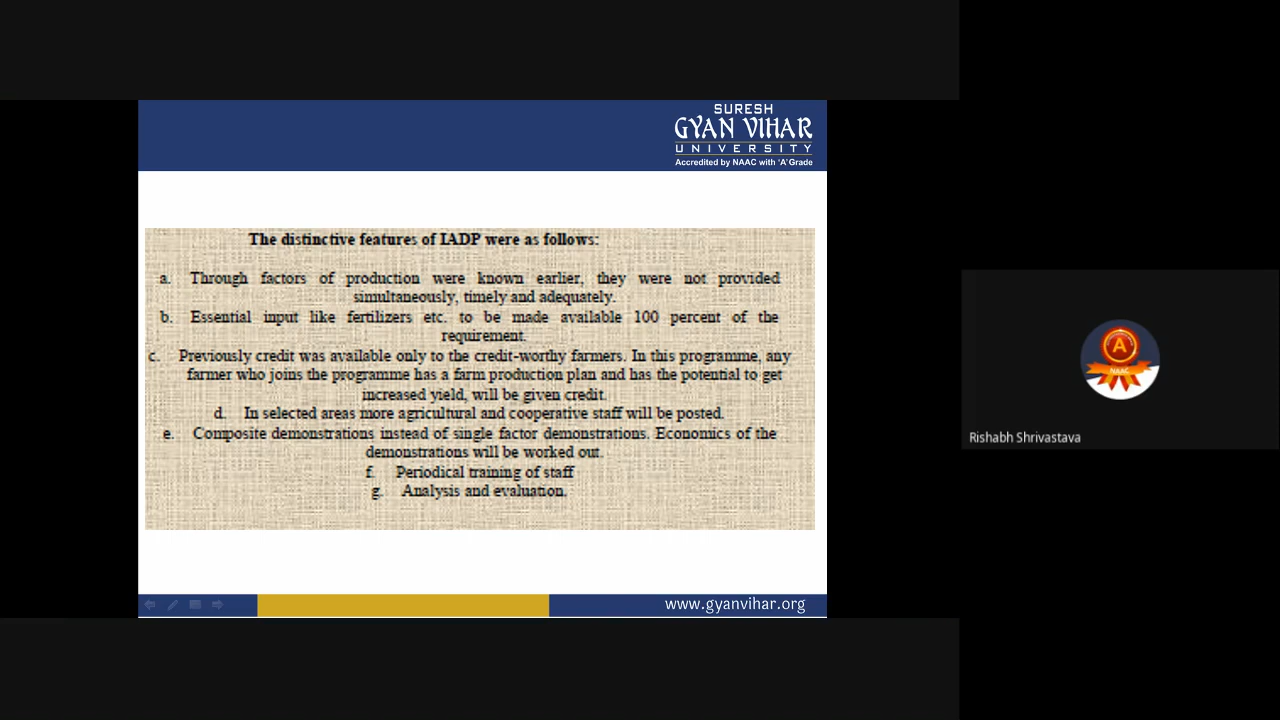 SURESH
GYAN VIHAR
UNIVERSITY
Accredited by NAAC with 'A' Grade
The distinctive features of IADP were as follows:
a. Through factors of production were known earlier, they were not provided
simultaneously, timely and adequately.
b. Essential input like fertilizers etc. to be made available 100 percent of the
requirement.
c. Previously credit was available only to the credit-worthy farmers. In this programme, any
farmer who joins the programme has a farm production plan and has the potential to get
increased yield, will be given credit.
d. In selected areas more agricultural and cooperative staff will be posted.
e. Composite demonstrations instead of single factor demonstrations. Economics of the
demonstrations will be worked out.
f. Periodical training of staff
g. Analysis and evaluation.
www.gyanvihar.org
A
NAAC
Rishabh Shrivastava